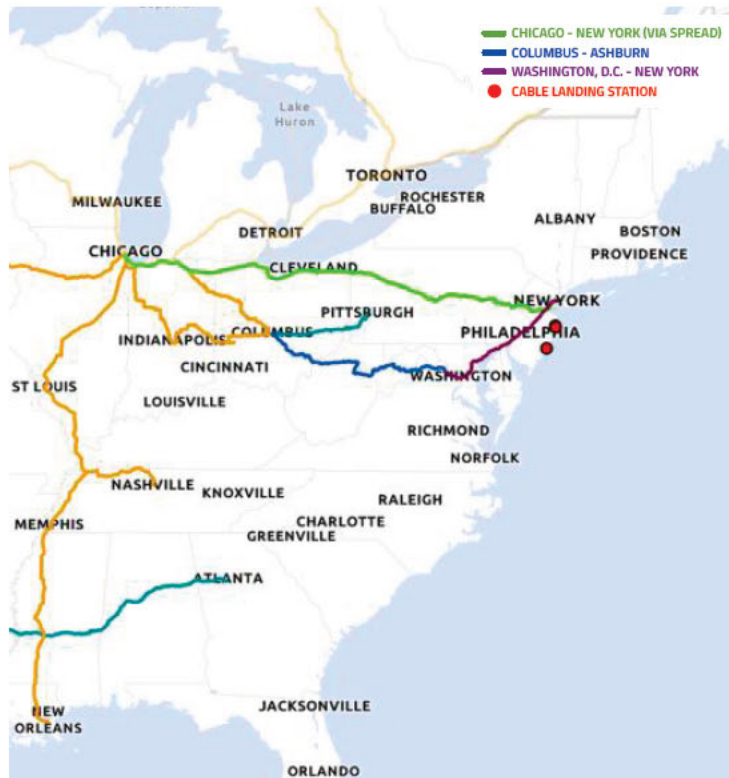 CHICAGO - NEW YORK (VIA SPREAD)
COLUMBUS - ASHBURN
WASHINGTON, D.C. - NEW YORK
CABLE LANDING STATION
Lake
Huron
TORONTO
ROCHESTER
BUFFALO
MILWAUKEE
ALBANY
DETROIT
BOSTON
CHICAGO
PROVIDENCE
CLEVELAND
NEW YORK
PITTSBURGH
COLUMBUS
PHILADELPHIA
INDIANAPOLIS
CINCINNATI
WASHINGTON
ST LOUIS
LOUISVILLE
RICHMOND
NORFOLK
NASHVILLE
KNOXVILLE
RALEIGH
MEMPHIS
CHARLOTTE
GREENVILLE
ATLANTA
JACKSONVILLE
NEW
ORLEANS
ORLANDO